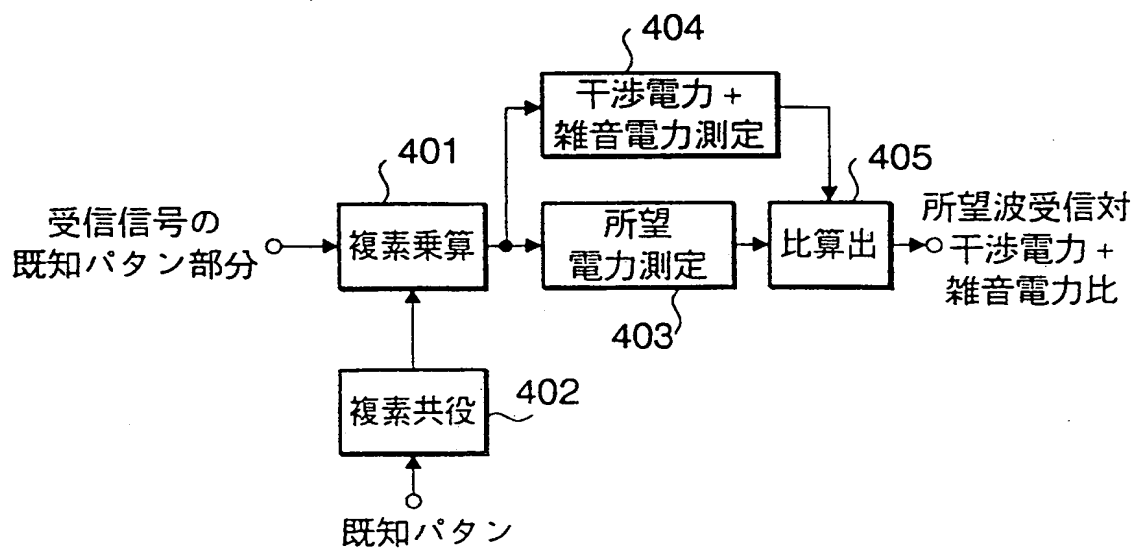 404
干渉電力 +
雑音電力測定
401
405
受信信号の
既知パタン部分
複素乗算
所望
電力測定
比算出
所望波受信対
干渉電力 +
雑音電力比
403
複素共役
402
既知パタン